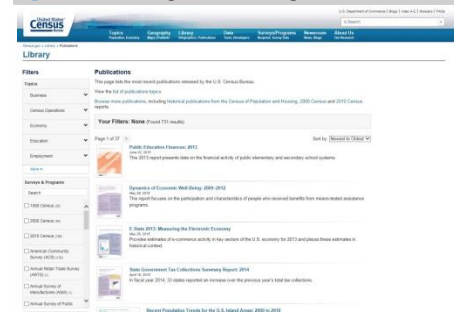 U.S. Department of Commerce | Blogs | Index A-Z | Glossary | FAQs
United States
Census
Search
Topics
Population, Economy
Geography
Maps, Products
Library
Infographics, Publications
Data
Tools, Developers
Surveys/Programs
Respond, Survey Data
Newsroom
News, Blogs
About Us
Our Research
Library
Filters
Topics
Business
Census Operations
Economy
Education
Employment
More
Surveys & Programs
Search
1990 Census
2000 Census
2010 Census
American Community
Survey (ACS)
Annual Retail Trade Survey
(ARTS)
Annual Survey of
Manufactures (ASM)
Annual Survey of Public
Publications
This page lists the most recent publications released by the U.S. Census Bureau.
View the list of publications topics.
Browse more publications, including historical publications from the Census of Population and Housing, 2000 Census and 2010 Census
reports.
Your Filters: None (Found 731 results)
Page 1 of 37
Sort by: Newest to Oldest
Public Education Finances: 2013
This 2013 report presents data on the financial activity of public elementary and secondary school systems.
Dynamics of Economic Well-Being: 2009-2012
This report focuses on the participation and characteristics of people who received benefits from means-tested assistance
programs.
E-Stats 2013: Measuring the Electronic Economy
Provides estimates of e-commerce activity in key sectors of the U.S. economy for 2013 and places these estimates in
historical context.
State Government Tax Collections Summary Report: 2014
In fiscal year 2014, 33 states reported an increase over the previous year's total tax collections.
Recent Population Trends for the U.S. Island Areas: 2000 to 2010